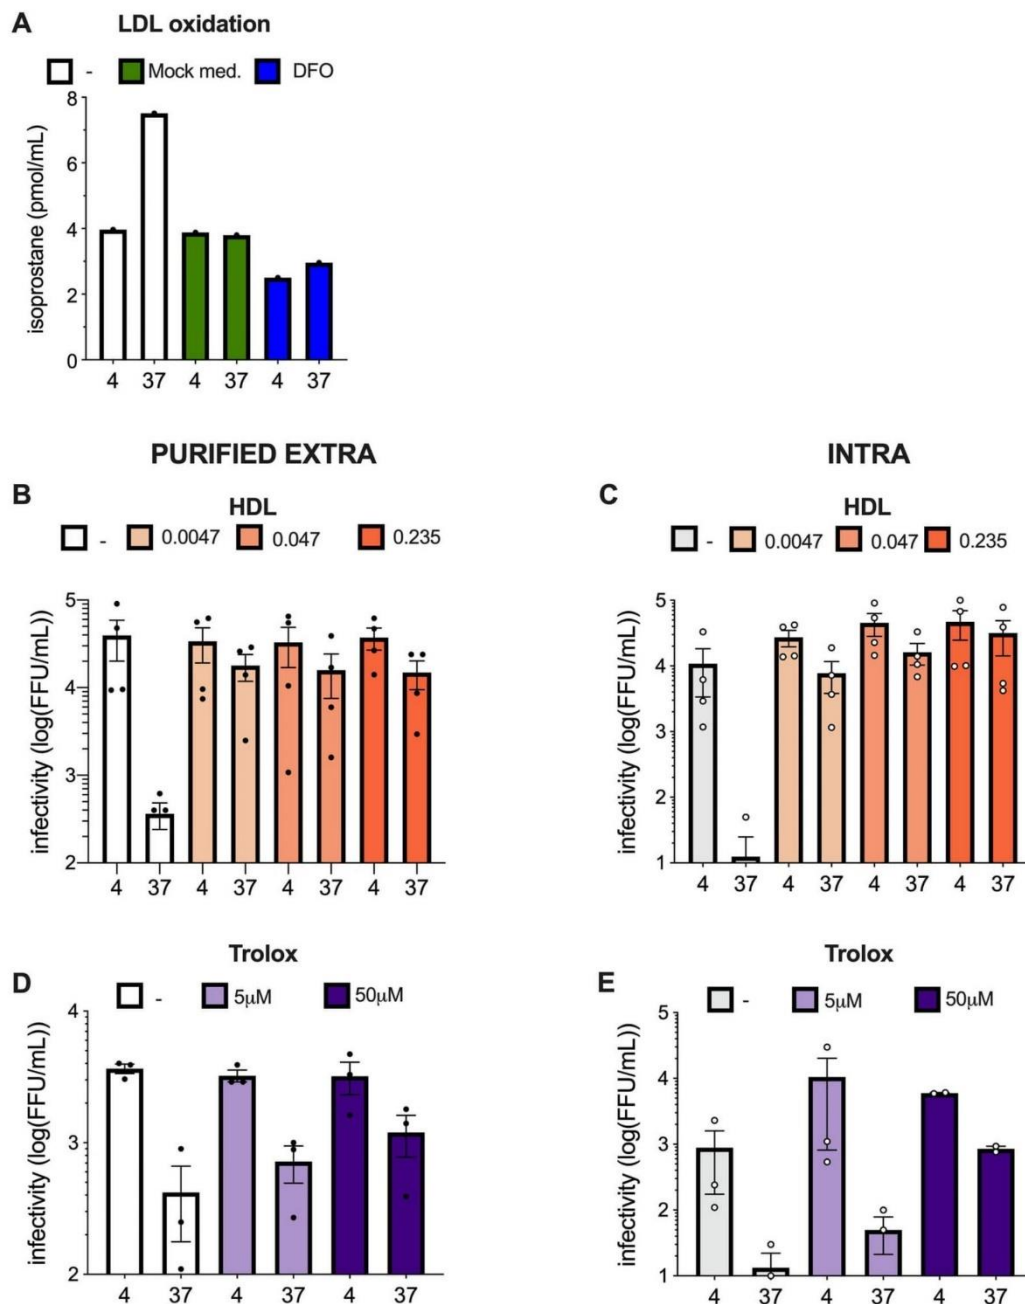 A
LDL oxidation
- Mock med. DFO
isoprostane (pmol/mL)
8
6
4
2
0
4 37 4 37 4 37
PURIFIED EXTRA
INTRA
B
HDL
- 0.0047 0.047 0.235
infectivity (log(FFU/mL))
5
4
3
2
4 37 4 37 4 37 4 37
C
HDL
- 0.0047 0.047 0.235
infectivity (log(FFU/mL))
5
4
3
2
1
4 37 4 37 4 37 4 37
Trolox
D
- 5µM 50µM
infectivity (log(FFU/mL))
4
3
2
4 37 4 37 4 37
Trolox
E
- 5µM 50µM
infectivity (log(FFU/mL))
5
4
3
2
1
4 37 4 37 4 37